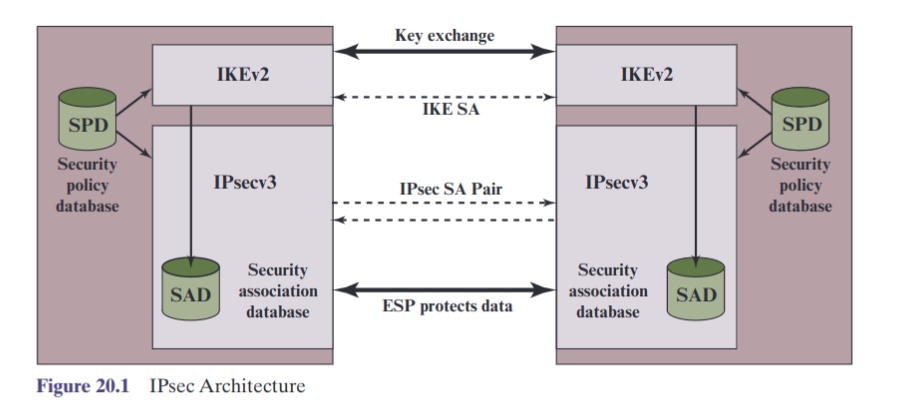 Key exchange
IKEv2
IKEv2
IKE SA
SPD
SPD
Security
policy
database
Security
policy
database
IPsecv3
IPsec SA Pair
IPsecv3
SAD
Security
association
database
ESP protects data
Security
association
database
SAD
Figure 20.1 IPsec Architecture